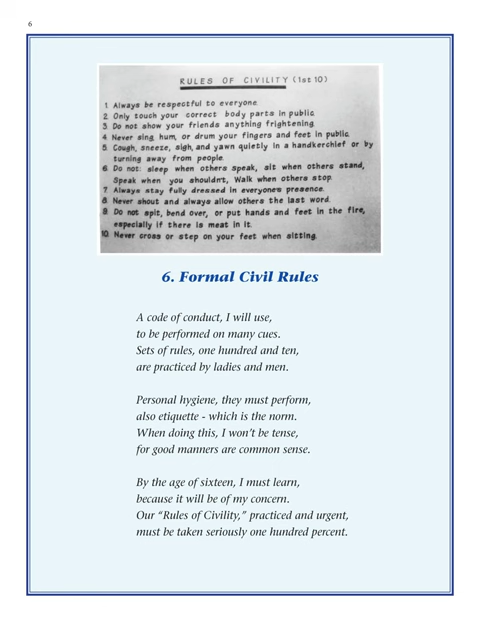 6
RULES OF CIVILITY (1st 10)
1. Always be respectful to everyone.
2. Only touch your correct body parts in public.
3. Do not show your friends anything frightening.
4. Never sing, hum, or drum your fingers and feet in public.
5. Cough, sneeze, sigh, and yawn quietly in a handkerchief or by
turning away from people.
6. Do not: sleep when others speak, sit when others stand,
Speak when you shouldn't, Walk when others stop.
7. Always stay fully dressed in everyones presence.
8. Never shout and always allow others the last word.
9. Do not spit, bend over, or put hands and feet in the fire,
especially if there is meat in it.
10. Never cross or step on your feet when sitting.
6. Formal Civil Rules
A code of conduct, I will use,
to be performed on many cues.
Sets of rules, one hundred and ten,
are practiced by ladies and men.
Personal hygiene, they must perform,
also etiquette - which is the norm.
When doing this, I won't be tense,
for good manners are common sense.
By the age of sixteen, I must learn,
because it will be of my concern.
Our “Rules of Civility,” practiced and urgent,
must be taken seriously one hundred percent.